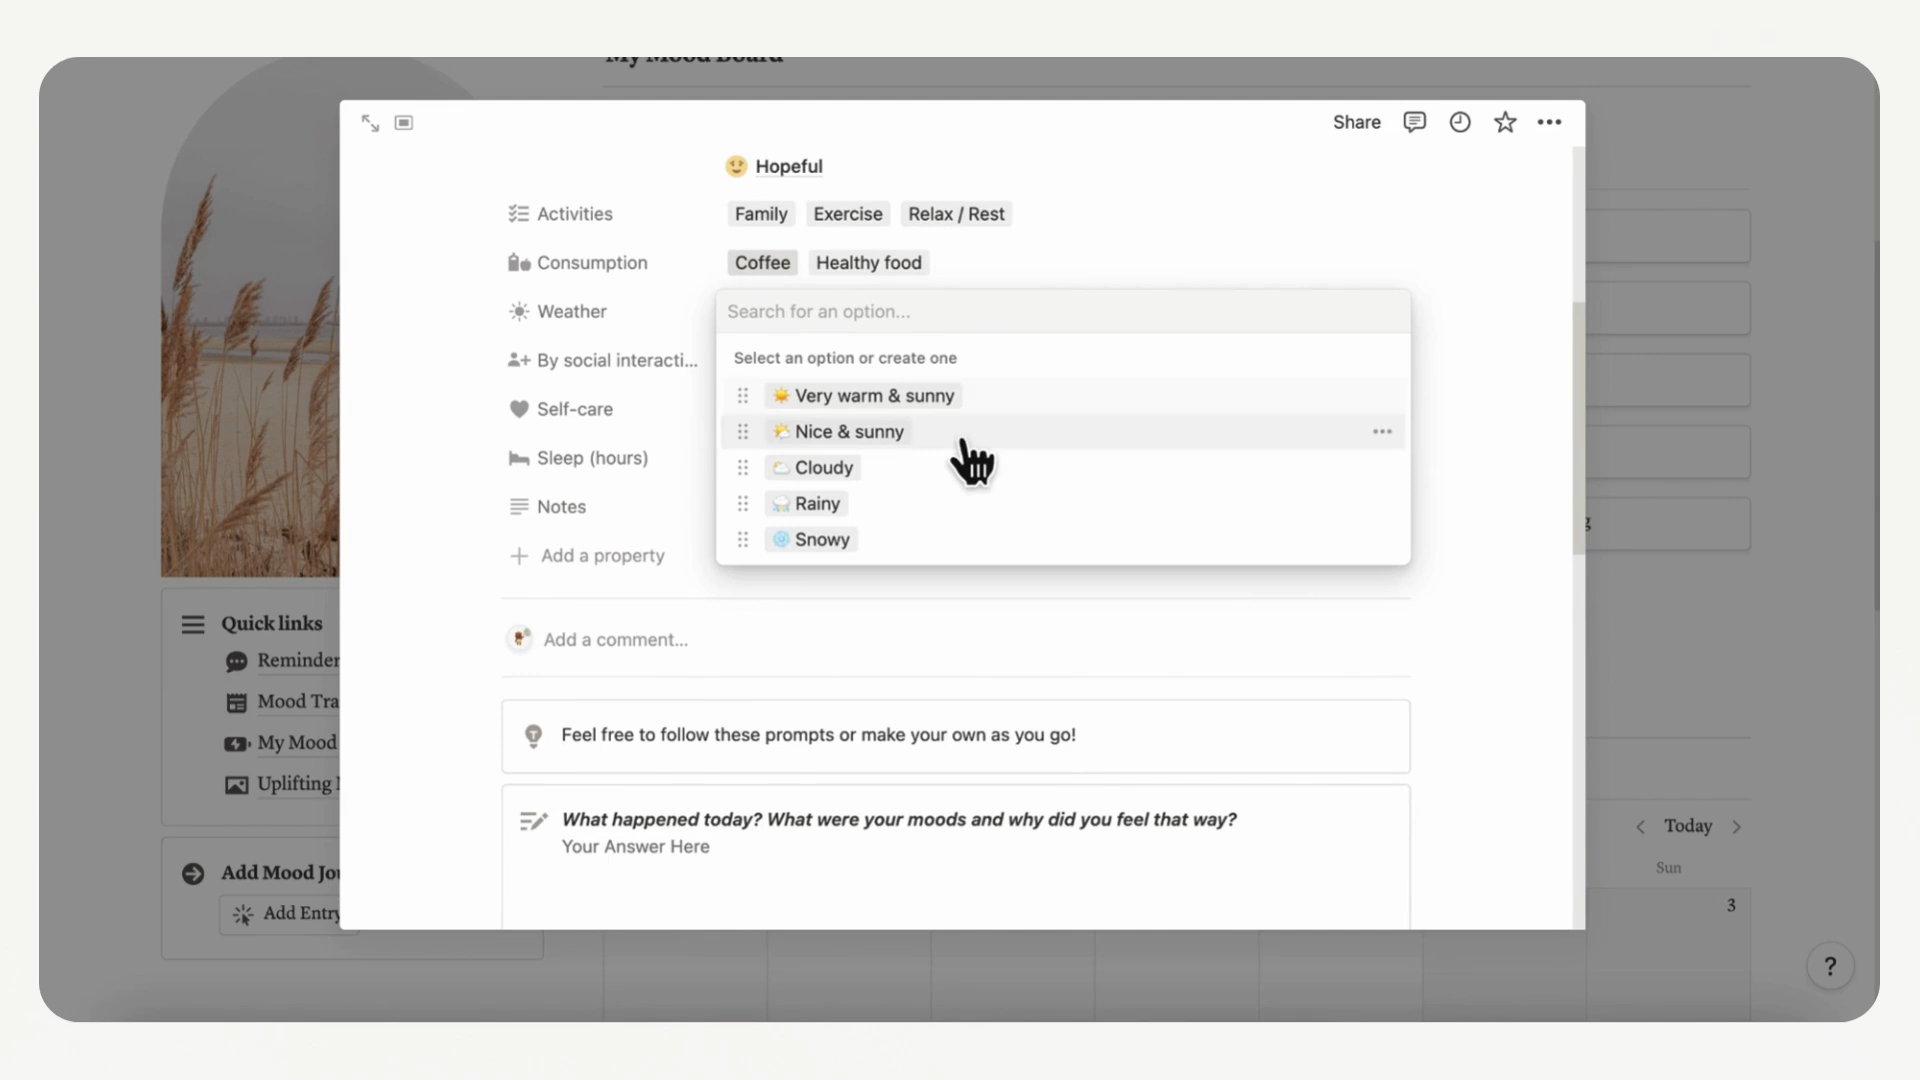 My Mood Board
Share
Hopeful
Activities Family Exercise Relax / Rest
Consumption Coffee Healthy food
Weather Search for an option...
Select an option or create one
By social interacti...
Very warm & sunny
Self-care
Nice & sunny
Sleep (hours)
Cloudy
Notes
Rainy
Add a property
Snowy
g
Add a comment...
Quick links
Reminder
Mood Tra
My Mood
Uplifting
Feel free to follow these prompts or make your own as you go!
What happened today? What were your moods and why did you feel that way?
Your Answer Here
Today
Sun
3
Add Mood Jou
Add Entry
?